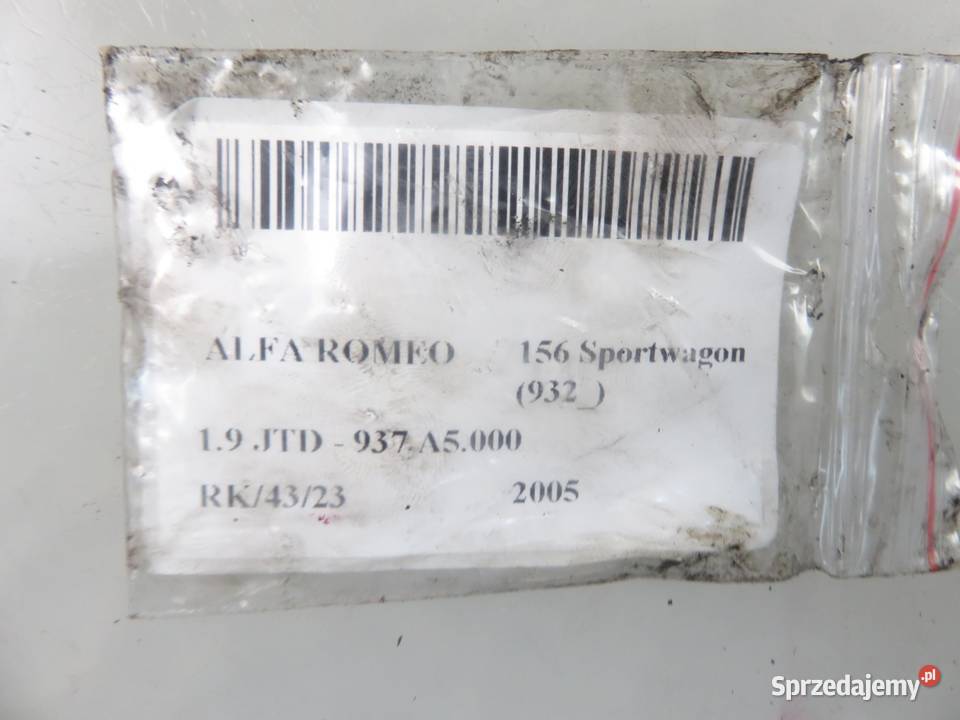 ALFA ROMEO 156 Sportwagon
(932_)
1.9 JTD - 937.A5.000
RK/43/23 2005
Sprzedajemy.pl